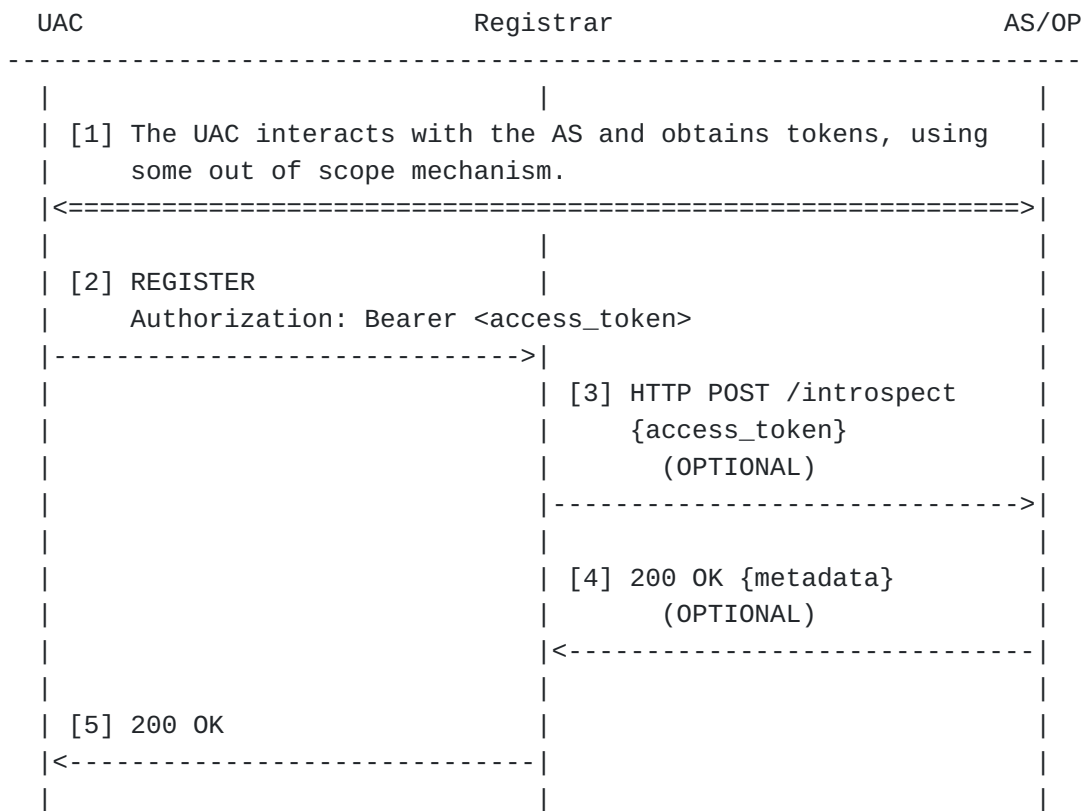 UAC Registrar AS/OP
[1] The UAC interacts with the AS and obtains tokens, using
some out of scope mechanism.
[2] REGISTER
Authorization: Bearer <access_token>
[3] HTTP POST /introspect
{access_token}
(OPTIONAL)
[4] 200 OK {metadata}
(OPTIONAL)
[5] 200 OK